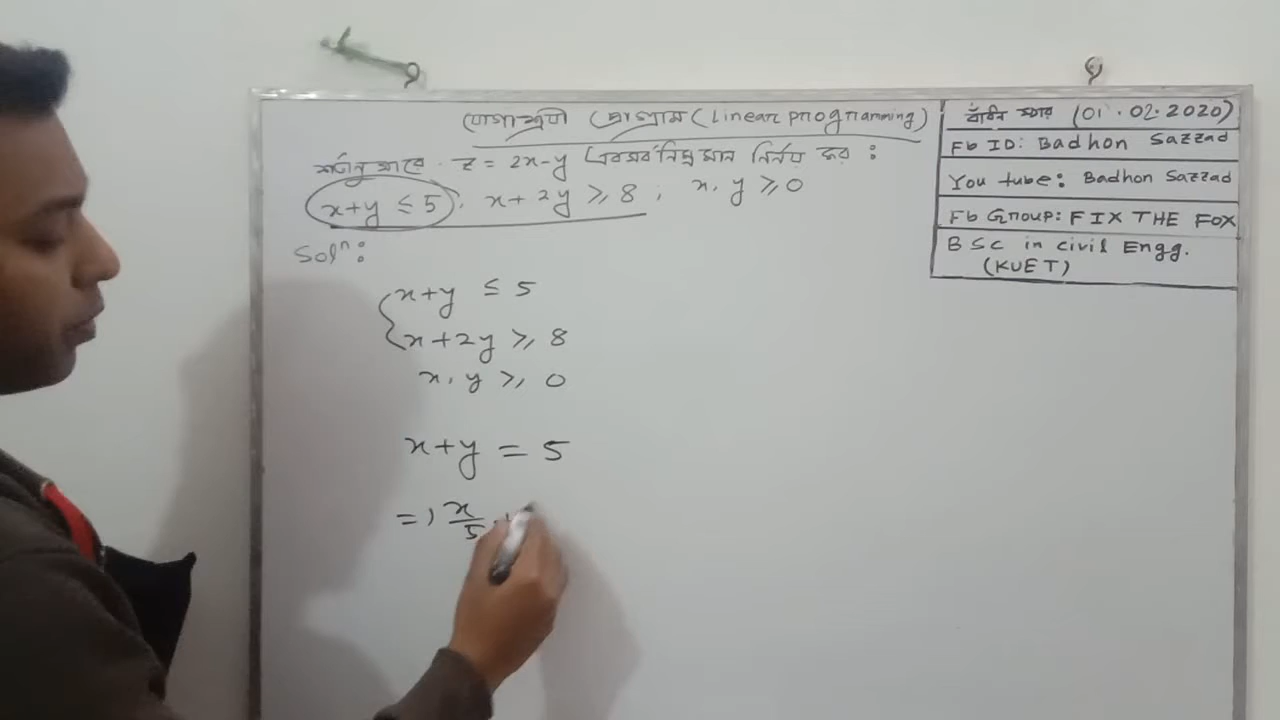 যোগাশ্রয়ী প্রোগ্রাম (Linear programming)
শর্তানুসারে z = 2x-y এর সর্বনিম্ন মান নির্ণয় কর :
x+y ≤ 5, x+2y ≥ 8 ; x, y ≥ 0
Solⁿ :
x+y ≤ 5
x+2y ≥ 8
x, y ≥ 0
x+y = 5
=) x/5 +
বাঁধন স্যার (01.02.2020)
Fb ID: Badhon Sazzad
You tube: Badhon Sazzad
Fb Group: FIX THE FOX
BSc in civil Engg.
(KUET)